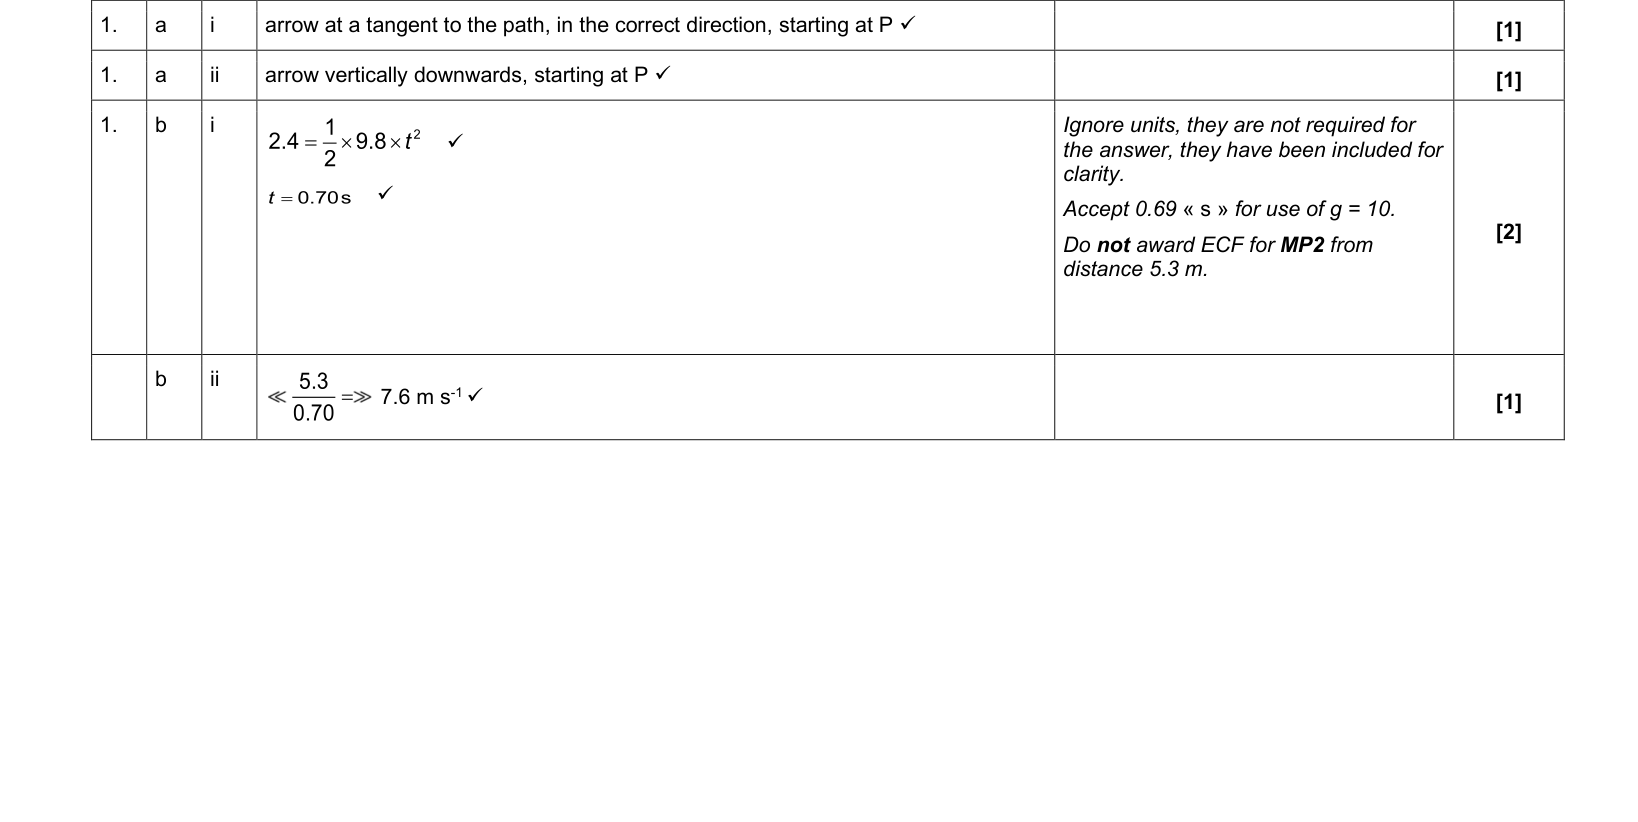 1. a i arrow at a tangent to the path, in the correct direction, starting at P ✓ [1]
1. a ii arrow vertically downwards, starting at P ✓ [1]
1. b i 2.4 = 1/2 × 9.8 × t² ✓
t = 0.70 s ✓
Ignore units, they are not required for
the answer, they have been included for
clarity.
Accept 0.69 « s » for use of g = 10.
Do not award ECF for MP2 from
distance 5.3 m.
[2]
b ii ≪ 5.3/0.70 =≫ 7.6 m s⁻¹ ✓ [1]